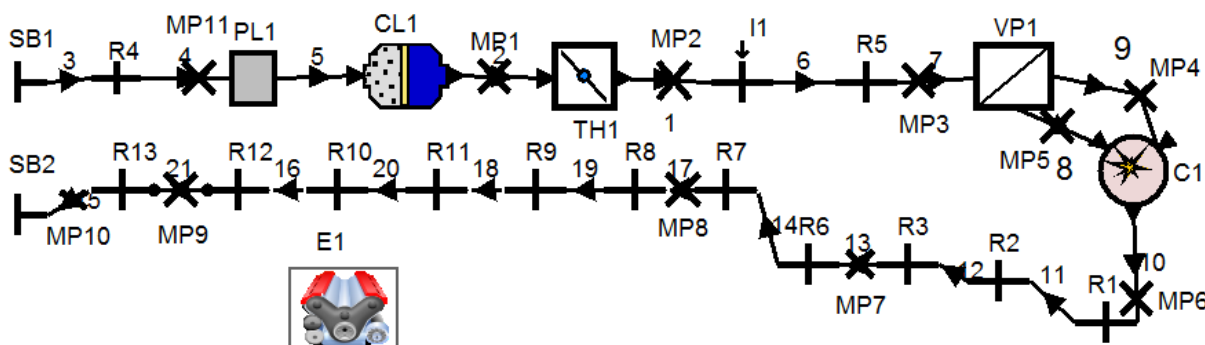 SB1 3 R4 MP11 4 PL1 5 CL1 MP1 2 TH1 MP2 1 I1 6 R5 MP3 7 VP1 9 MP4
MP5 8 C1
SB2 MP10 5 R13 21 MP9 R12 16 R10 20 R11 18 R9 19 R8 17 MP8 R7
14 R6 13 MP7 R3 12 R2 11 R1 10 MP6
E1